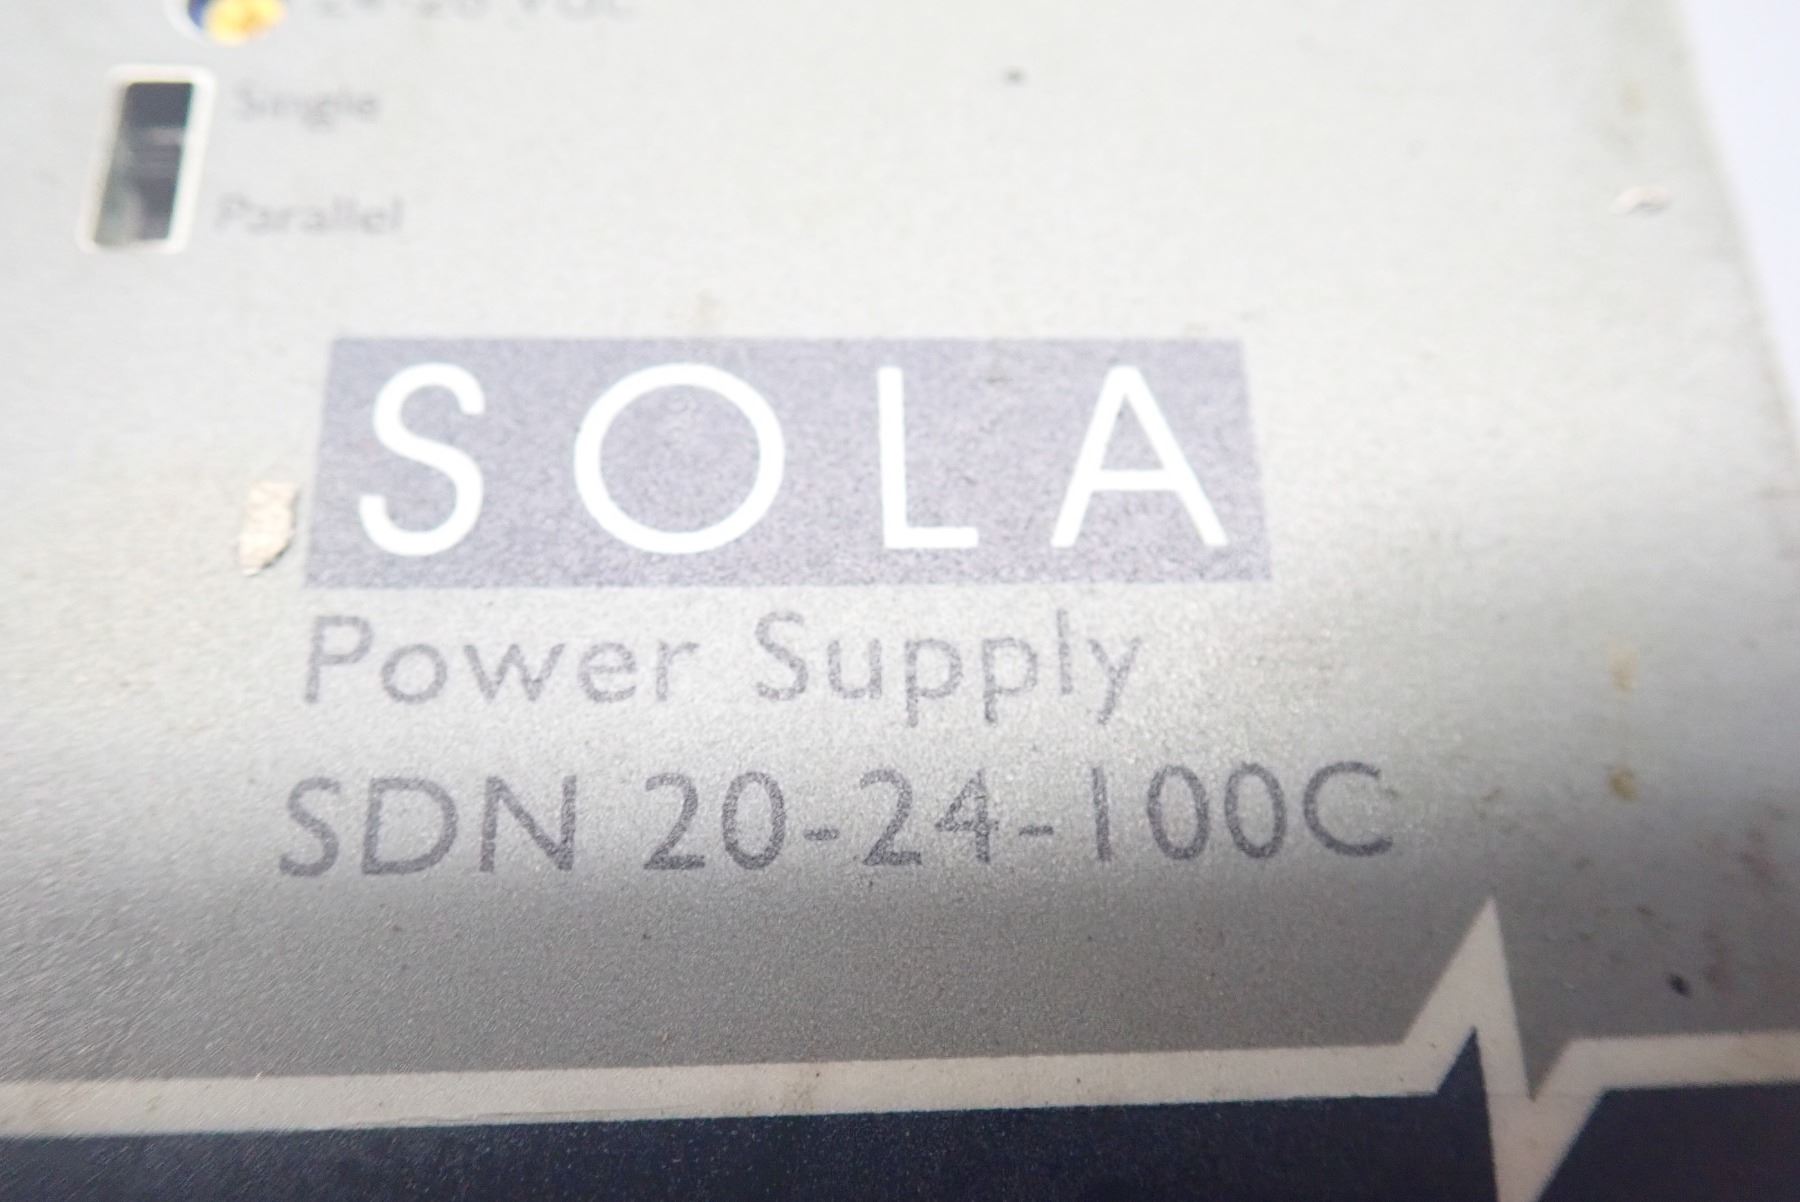 Single
Parallel
SOLA
Power Supply
SDN 20-24-100C